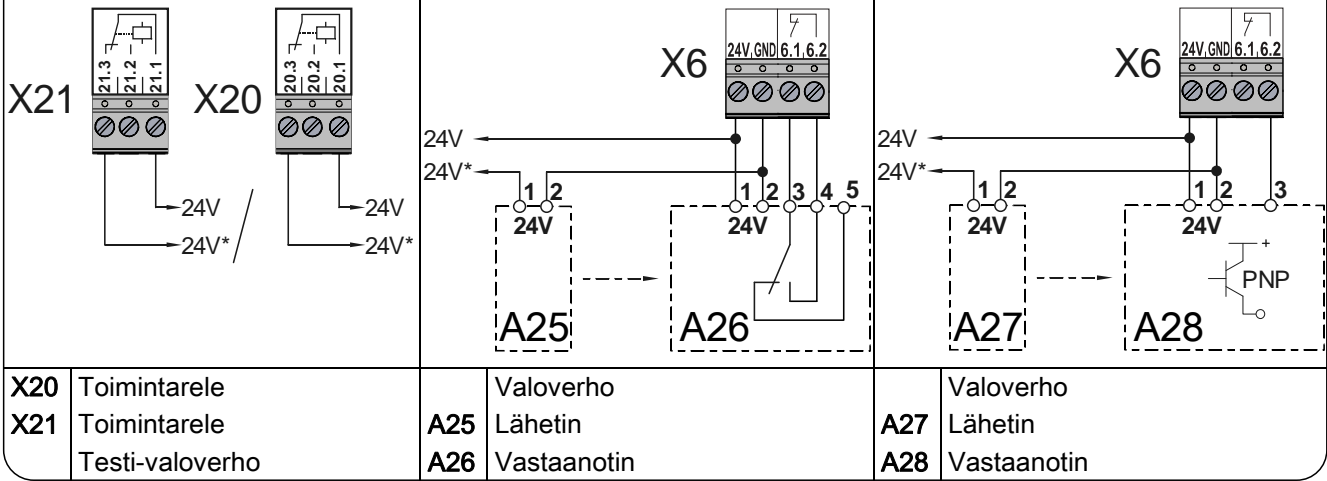 X21
21.3 21.2 21.1
24V
24V*
X20
20.3 20.2 20.1
24V
24V*
X6
24V GND 6.1 6.2
24V
24V*
1 2
24V
A25
1 2 3 4 5
24V
A26
X6
24V GND 6.1 6.2
24V
24V*
1 2
24V
A27
1 2 3
24V
+
PNP
A28
X20 Toimintarele
X21 Toimintarele
Testi-valoverho
Valoverho
A25 Lähetin
A26 Vastaanotin
Valoverho
A27 Lähetin
A28 Vastaanotin